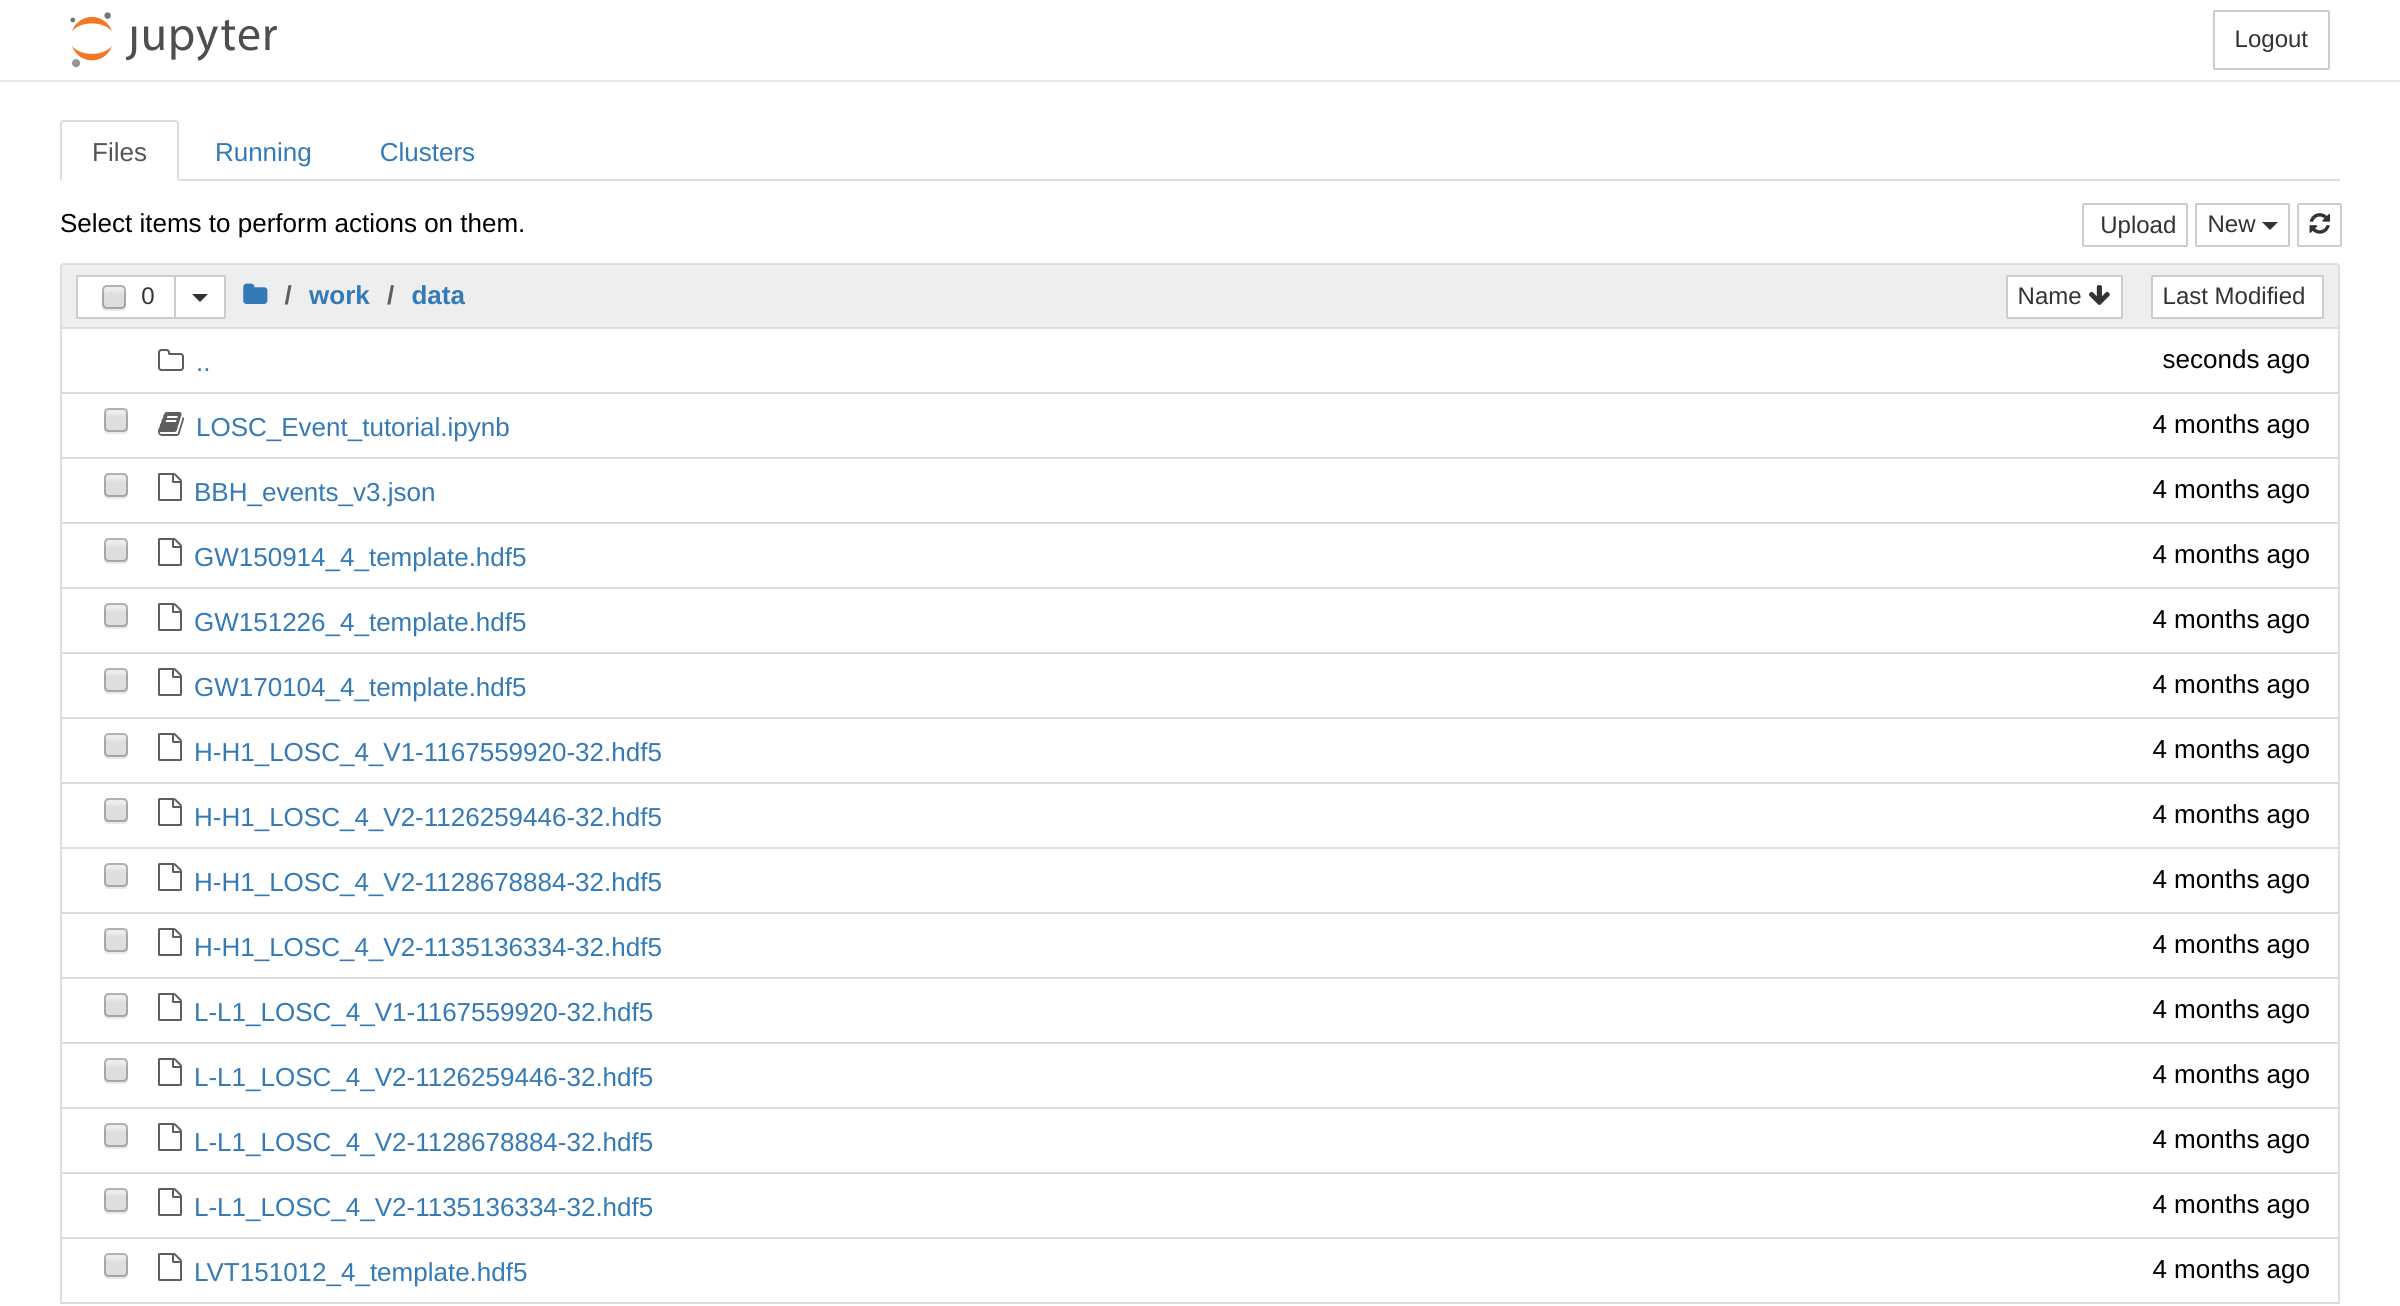 jupyter Logout
Files Running Clusters
Select items to perform actions on them. Upload New
0 / work / data Name Last Modified
.. seconds ago
LOSC_Event_tutorial.ipynb 4 months ago
BBH_events_v3.json 4 months ago
GW150914_4_template.hdf5 4 months ago
GW151226_4_template.hdf5 4 months ago
GW170104_4_template.hdf5 4 months ago
H-H1_LOSC_4_V1-1167559920-32.hdf5 4 months ago
H-H1_LOSC_4_V2-1126259446-32.hdf5 4 months ago
H-H1_LOSC_4_V2-1128678884-32.hdf5 4 months ago
H-H1_LOSC_4_V2-1135136334-32.hdf5 4 months ago
L-L1_LOSC_4_V1-1167559920-32.hdf5 4 months ago
L-L1_LOSC_4_V2-1126259446-32.hdf5 4 months ago
L-L1_LOSC_4_V2-1128678884-32.hdf5 4 months ago
L-L1_LOSC_4_V2-1135136334-32.hdf5 4 months ago
LVT151012_4_template.hdf5 4 months ago